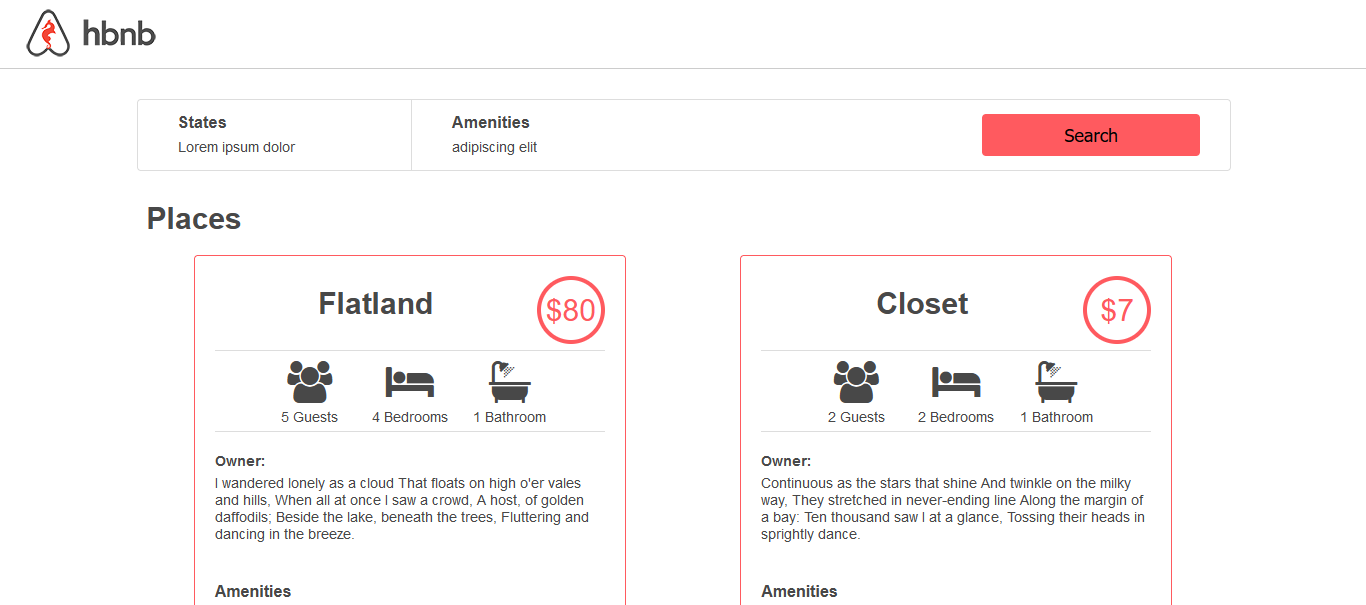 hbnb
States
Lorem ipsum dolor
Amenities
adipiscing elit
Search
Places
Flatland
$80
5 Guests
4 Bedrooms
1 Bathroom
Owner:
I wandered lonely as a cloud That floats on high o'er vales
and hills, When all at once I saw a crowd, A host, of golden
daffodils; Beside the lake, beneath the trees, Fluttering and
dancing in the breeze.
Amenities
Closet
$7
2 Guests
2 Bedrooms
1 Bathroom
Owner:
Continuous as the stars that shine And twinkle on the milky
way, They stretched in never-ending line Along the margin of
a bay: Ten thousand saw I at a glance, Tossing their heads in
sprightly dance.
Amenities